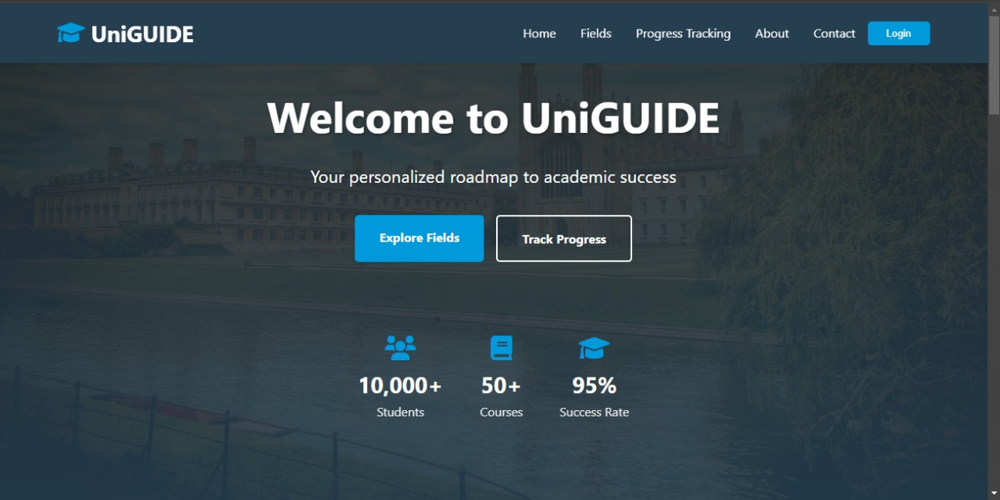 UniGUIDE
Home Fields Progress Tracking About Contact Login
Welcome to UniGUIDE
Your personalized roadmap to academic success
Explore Fields Track Progress
10,000+ 50+ 95%
Students Courses Success Rate